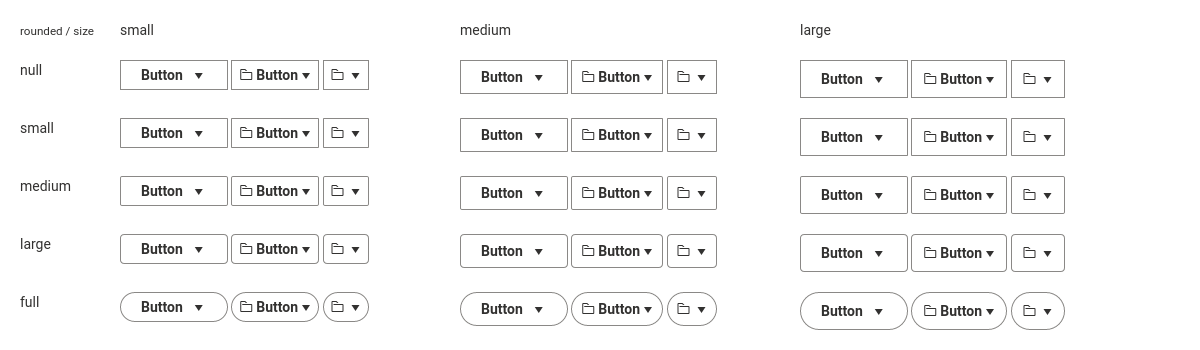 rounded / size small medium large
null Button Button Button Button Button Button
small Button Button Button Button Button Button
medium Button Button Button Button Button Button
large Button Button Button Button Button Button
full Button Button Button Button Button Button